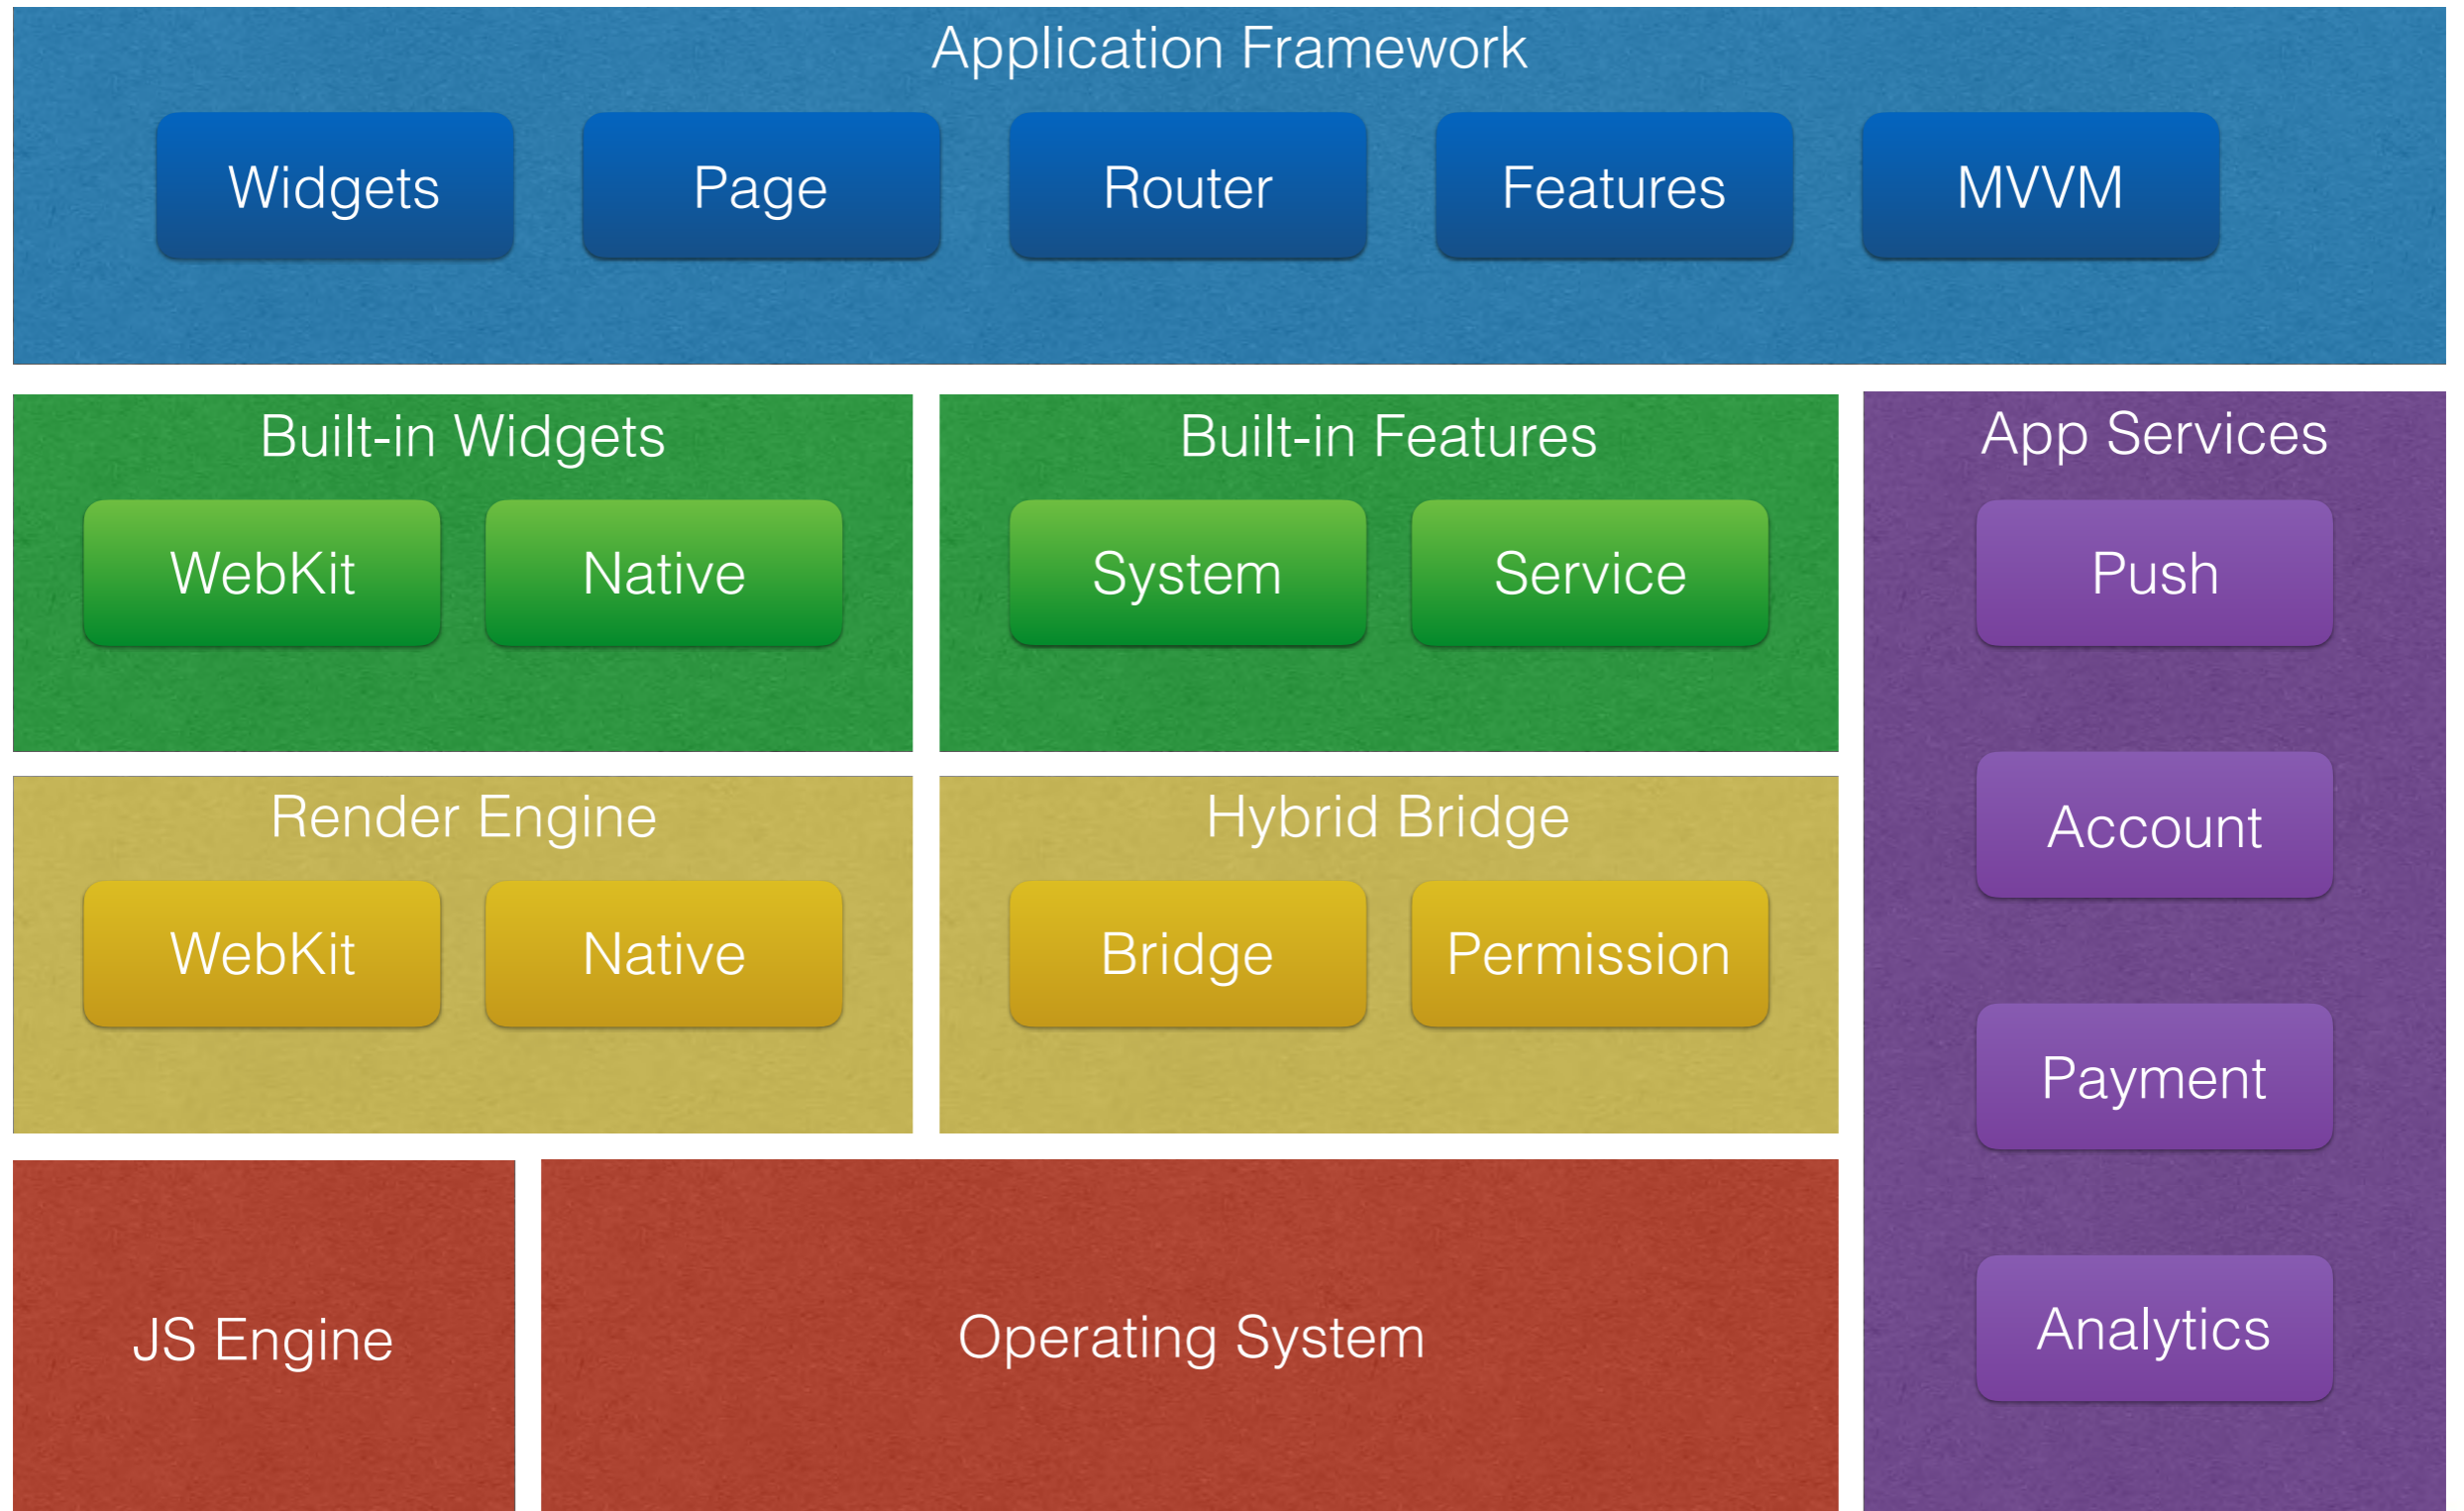 Application Framework
Widgets
Page
Router
Features
MVVM
Built-in Widgets
WebKit
Native
Built-in Features
System
Service
App Services
Push
Account
Payment
Analytics
Render Engine
WebKit
Native
Hybrid Bridge
Bridge
Permission
JS Engine
Operating System